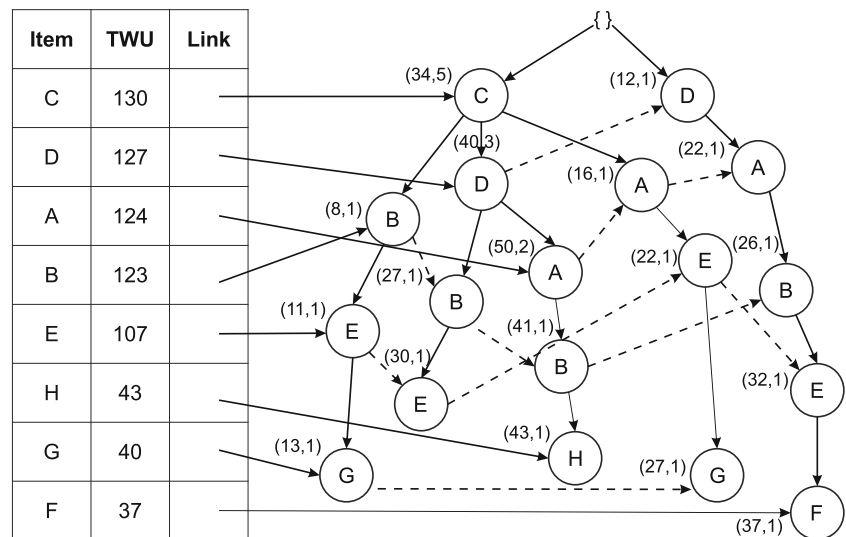 Item TWU Link
C 130
D 127
A 124
B 123
E 107
H 43
G 40
F 37
{ }
(34,5) C
(12,1) D
(40,3) D
(16,1) A
(22,1) A
(8,1) B
(50,2) A
(27,1) B
(22,1) E
(26,1) B
(11,1) E
(30,1) E
(41,1) B
(32,1) E
(13,1) G
(43,1) H
(27,1) G
(37,1) F